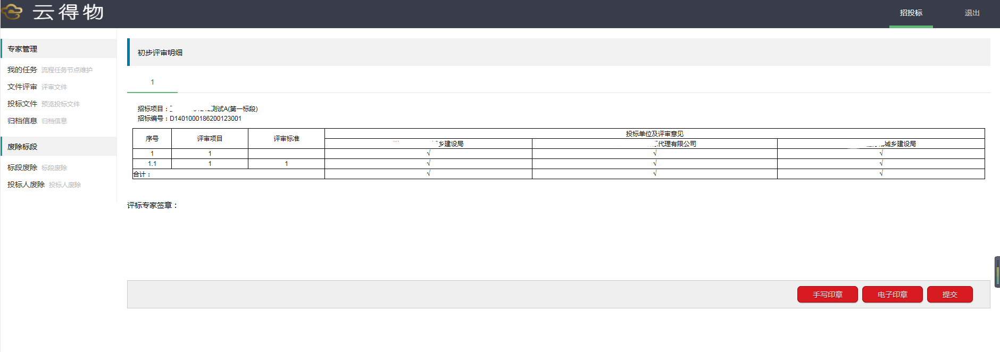 云得物
招投标
退出
专家管理
我的任务 流程任务节点维护
文件评审 评审文件
投标文件 预览投标文件
归档信息 归档信息
废除标段
标段废除 标段废除
投标人废除 投标人废除
初步评审明细
1
招标项目：测试A(第一标段)
招标编号：D1401000186200123001
序号 评审项目 评审标准 投标单位及评审意见
乡建设局 代理有限公司 城乡建设局
1 1 √ √ √
1.1 1 1 √ √ √
合计： √ √ √
评标专家签章：
手写印章 电子印章 提交